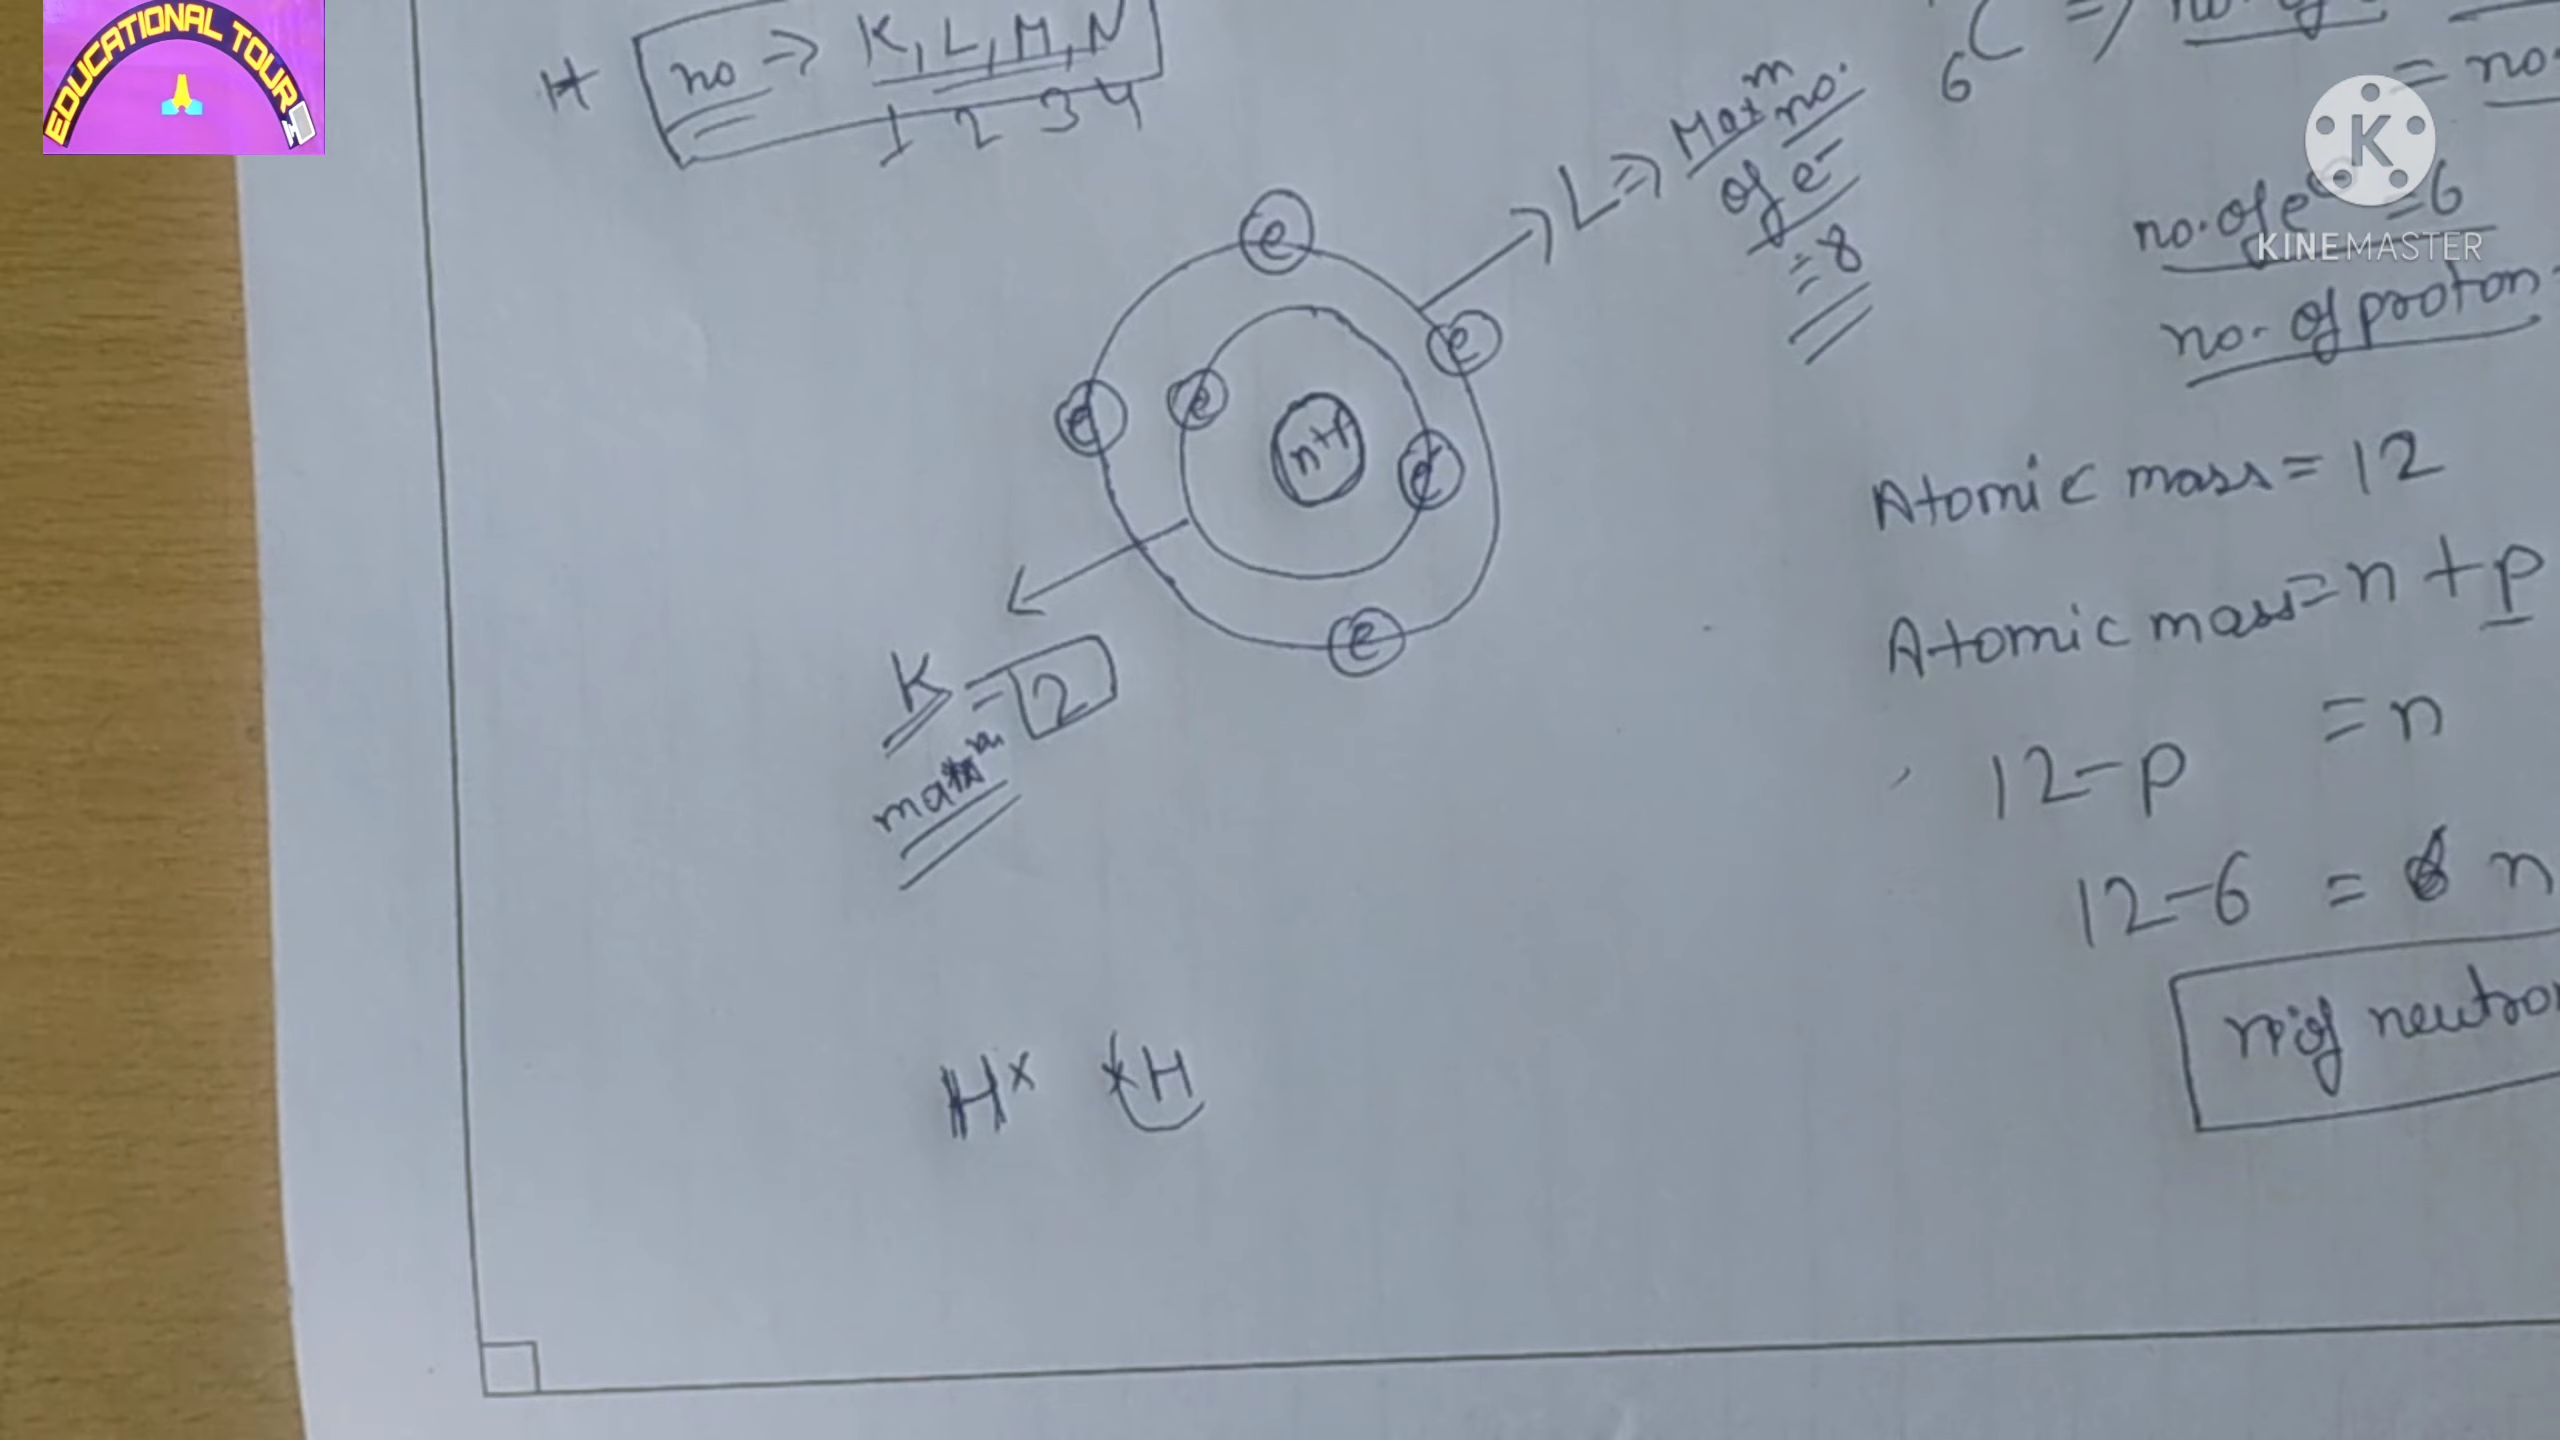 EDUCATIONAL TOUR
H no => K, L, M, N
1 2 3 4
L => Maxᵐ no.
of e⁻
= 8
e
e
e
e
n+p
e
e
K = 2
maxᵐ
H× ×H
₆C =>
= no.
no. of e⁻ = 6
no. of proton
K
KINEMASTER
Atomic mass = 12
Atomic mass = n + p
12 - p = n
12 - 6 = n
no. of neutron